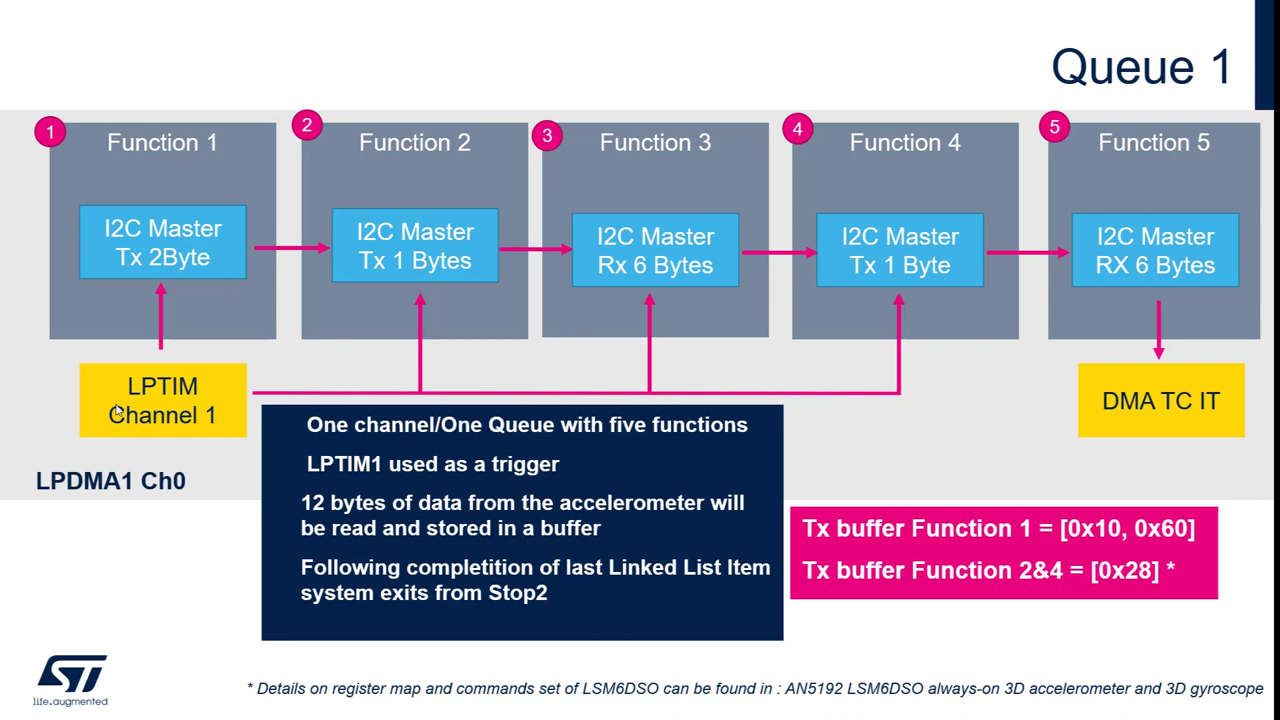 Queue 1
1
Function 1
I2C Master
Tx 2Byte
2
Function 2
I2C Master
Tx 1 Bytes
3
Function 3
I2C Master
Rx 6 Bytes
4
Function 4
I2C Master
Tx 1 Byte
5
Function 5
I2C Master
RX 6 Bytes
LPTIM
Channel 1
DMA TC IT
LPDMA1 Ch0
One channel/One Queue with five functions
LPTIM1 used as a trigger
12 bytes of data from the accelerometer will
be read and stored in a buffer
Following completition of last Linked List Item
system exits from Stop2
Tx buffer Function 1 = [0x10, 0x60]
Tx buffer Function 2&4 = [0x28] *
ST
life.augmented
* Details on register map and commands set of LSM6DSO can be found in : AN5192 LSM6DSO always-on 3D accelerometer and 3D gyroscope